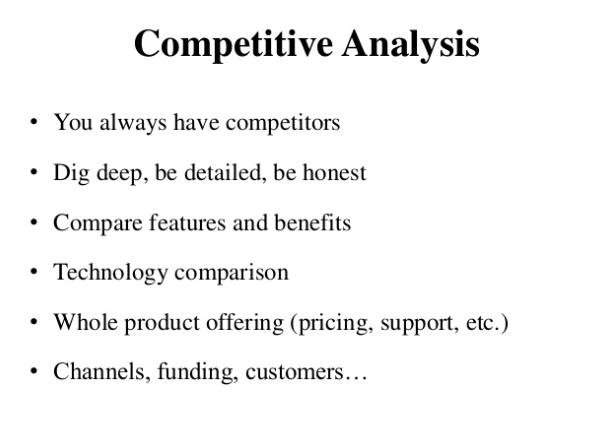 Competitive Analysis
• You always have competitors
• Dig deep, be detailed, be honest
• Compare features and benefits
• Technology comparison
• Whole product offering (pricing, support, etc.)
• Channels, funding, customers…